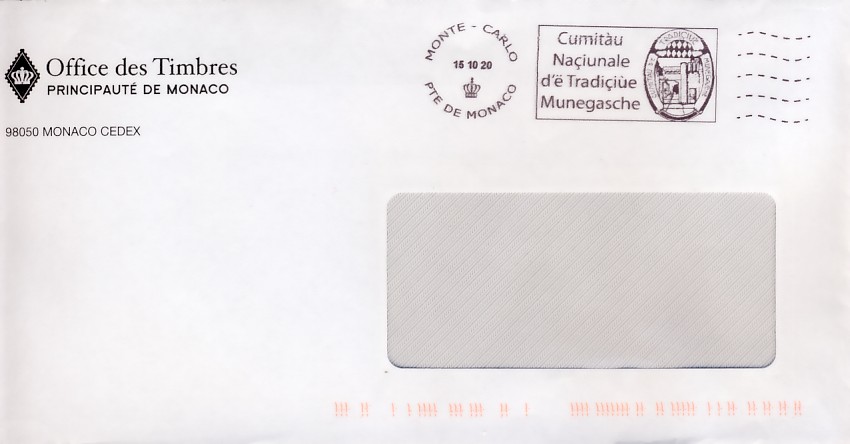 Office des Timbres
PRINCIPAUTÉ DE MONACO
98050 MONACO CEDEX
MONTE - CARLO
15 10 20
PTE DE MONACO
Cumitàu
Naçiunale
d'ë Tradiçiùe
Munegasche